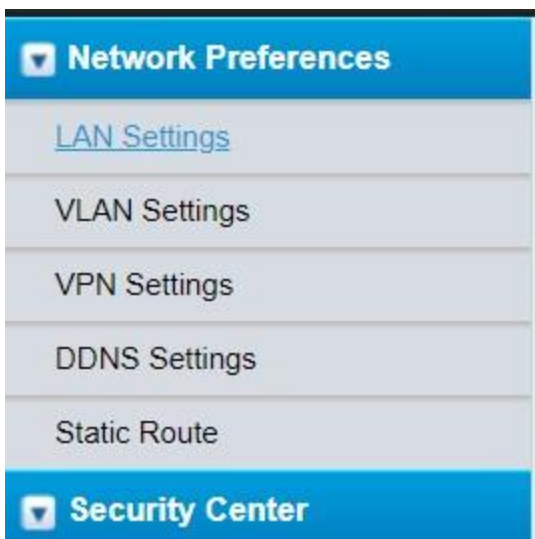 Network Preferences
LAN Settings
VLAN Settings
VPN Settings
DDNS Settings
Static Route
Security Center